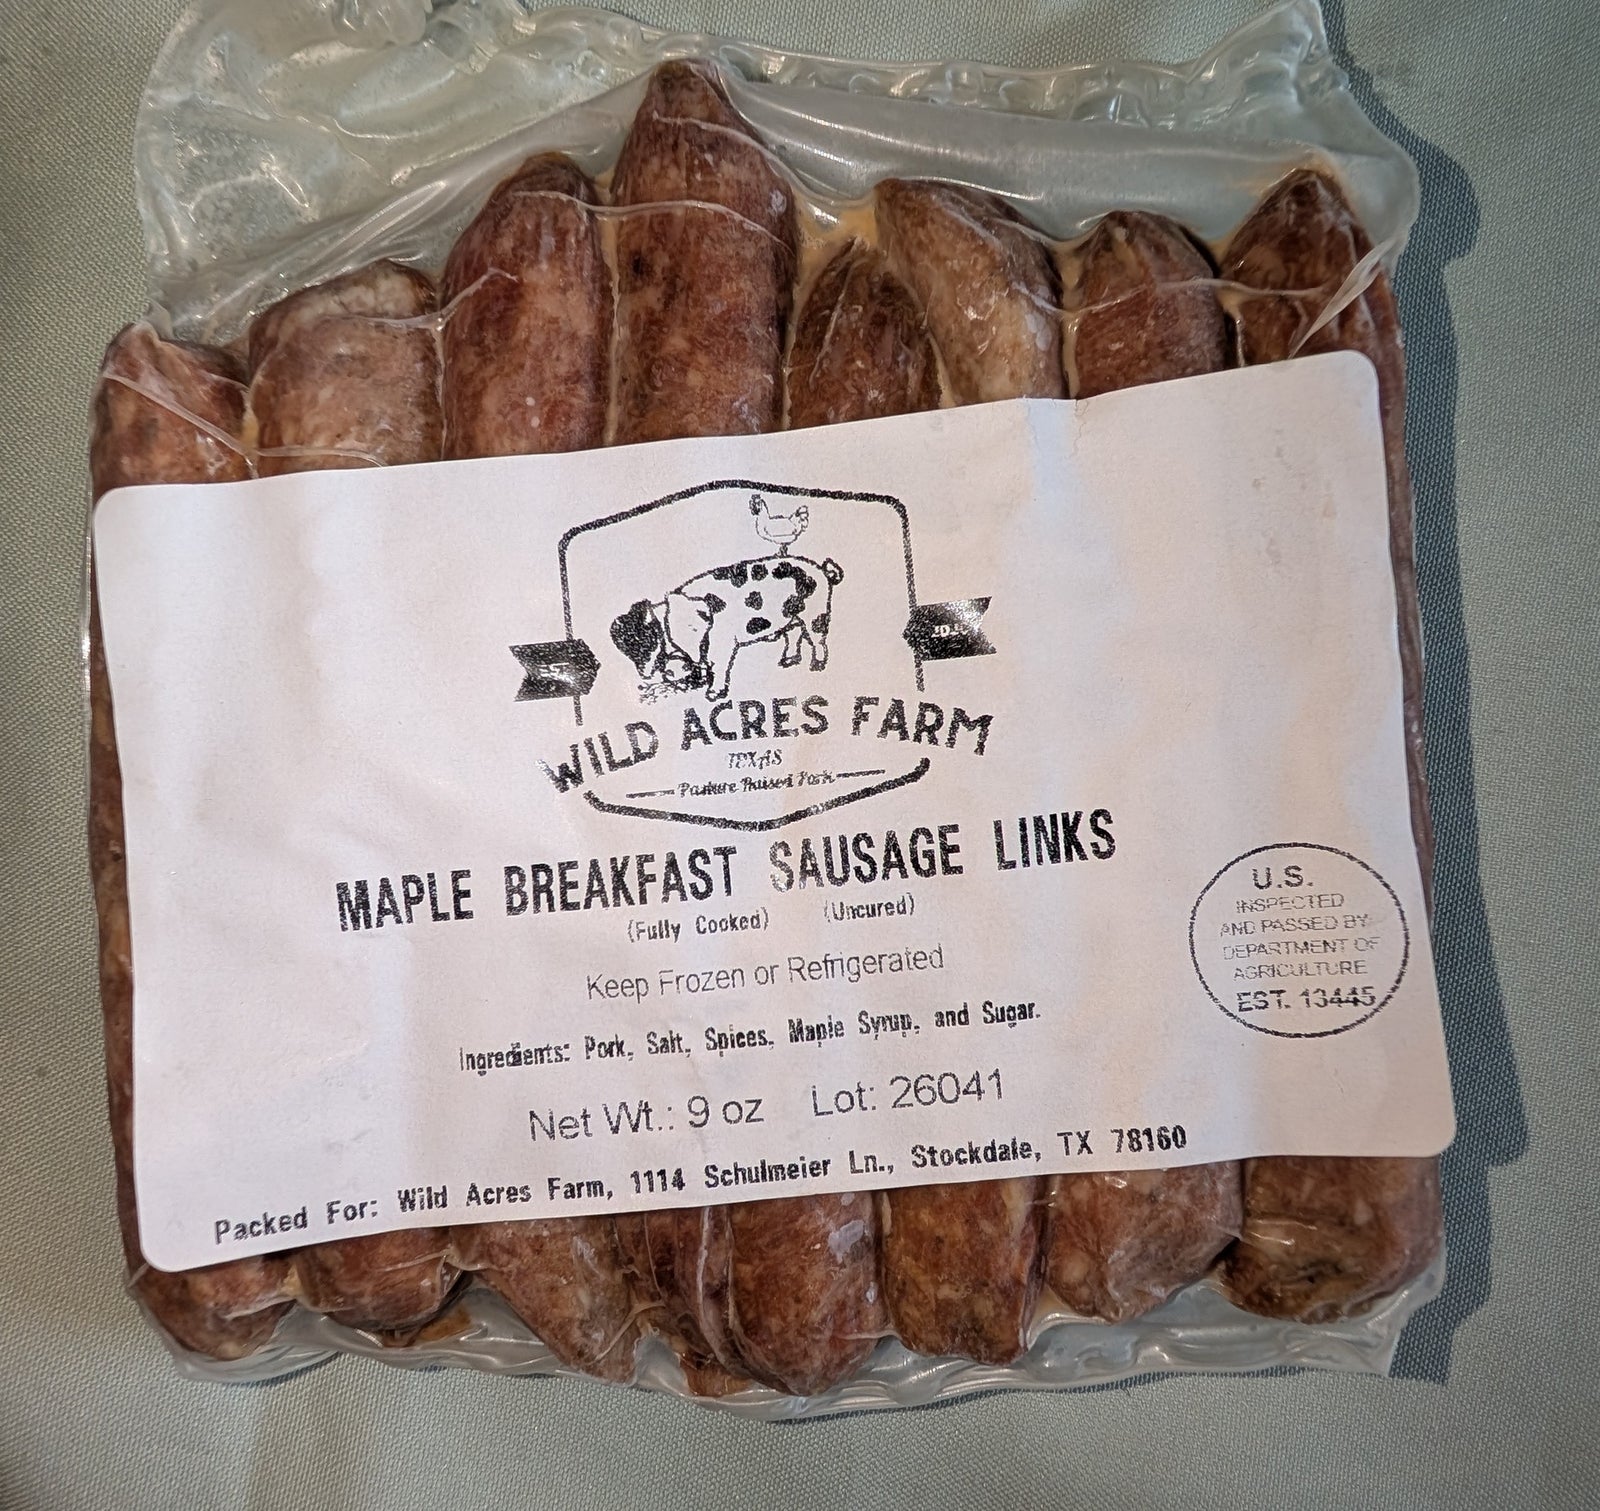 WILD ACRES FARM
TEXAS
Pasture Raised Pork
MAPLE BREAKFAST SAUSAGE LINKS
(Fully Cooked) (Uncured)
Keep Frozen or Refrigerated
Ingredients: Pork, Salt, Spices, Maple Syrup, and Sugar.
Net Wt.: 9 oz Lot: 26041
Packed For: Wild Acres Farm, 1114 Schulmeier Ln., Stockdale, TX 78160
U.S.
INSPECTED
AND PASSED BY
DEPARTMENT OF
AGRICULTURE
EST. 13445